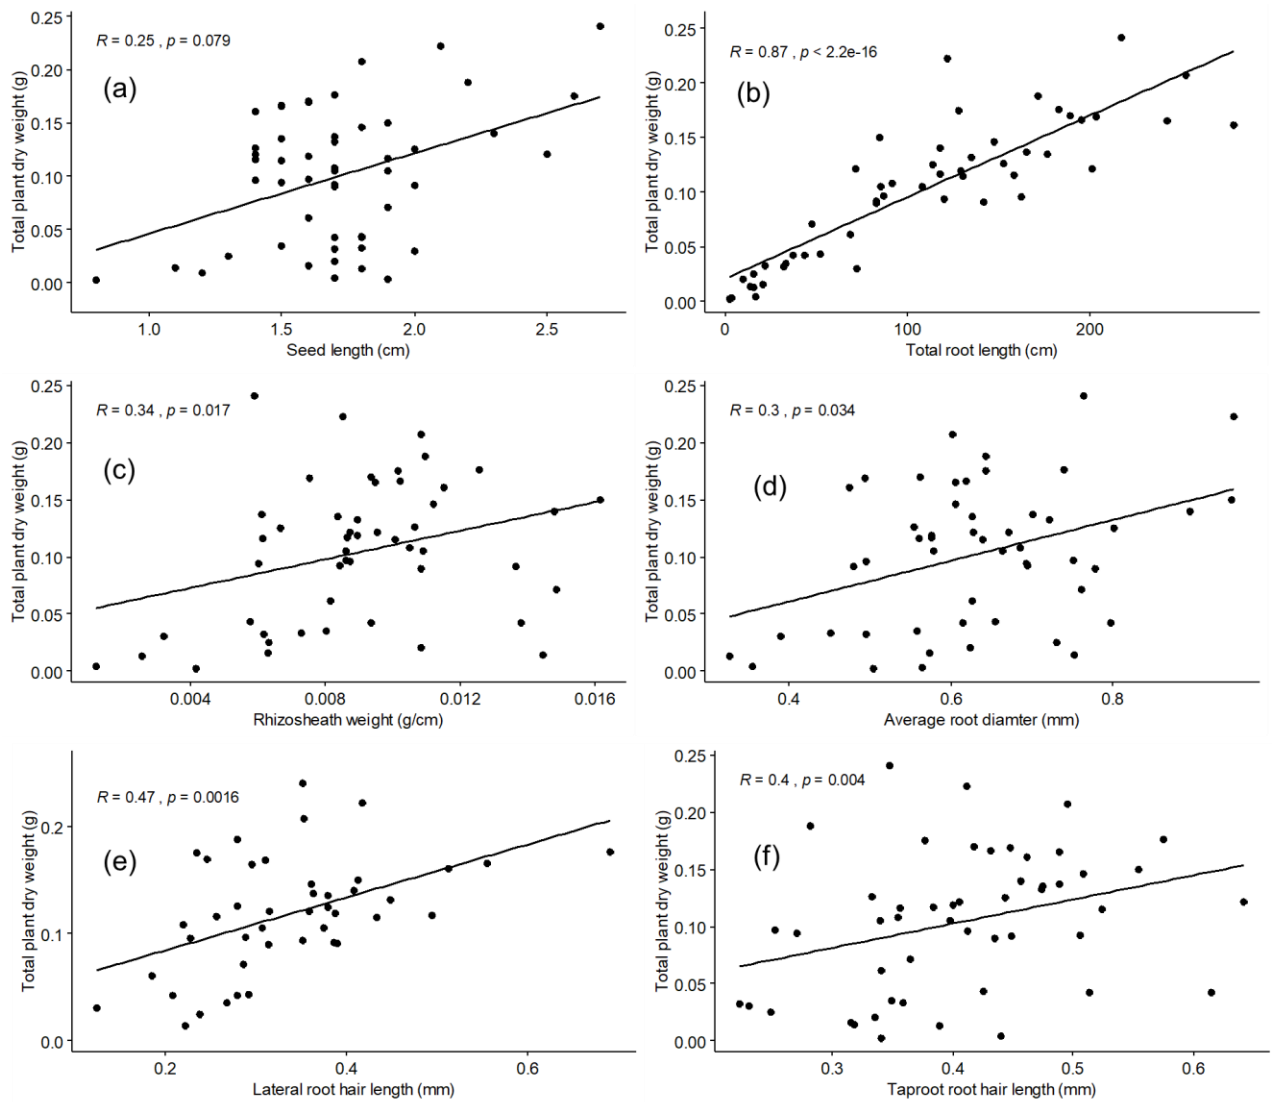 0.25
R = 0.25 , p = 0.079
0.20
(a)
0.15
0.10
0.05
0.00
Total plant dry weight (g)
1.0 1.5 2.0 2.5
Seed length (cm)
0.25
R = 0.87 , p < 2.2e-16
0.20
(b)
0.15
0.10
0.05
0.00
Total plant dry weight (g)
0 100 200
Total root length (cm)
0.25
R = 0.34 , p = 0.017
0.20
(c)
0.15
0.10
0.05
0.00
Total plant dry weight (g)
0.004 0.008 0.012 0.016
Rhizosheath weight (g/cm)
0.25
R = 0.3 , p = 0.034
0.20
(d)
0.15
0.10
0.05
0.00
Total plant dry weight (g)
0.4 0.6 0.8
Average root diamter (mm)
R = 0.47 , p = 0.0016
0.2
(e)
0.1
0.0
Total plant dry weight (g)
0.2 0.4 0.6
Lateral root hair length (mm)
0.25
R = 0.4 , p = 0.004
0.20
(f)
0.15
0.10
0.05
0.00
Total plant dry weight (g)
0.3 0.4 0.5 0.6
Taproot root hair length (mm)